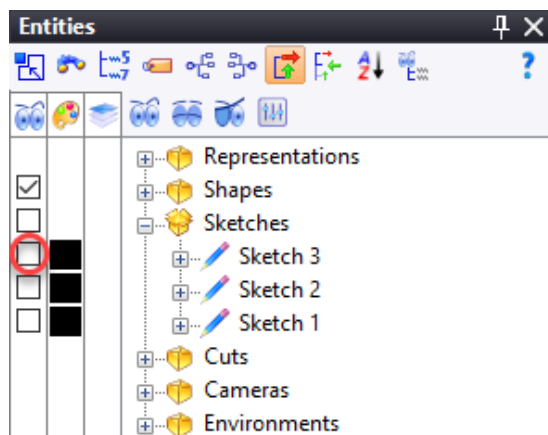 Entities
Representations
Shapes
Sketches
Sketch 3
Sketch 2
Sketch 1
Cuts
Cameras
Environments